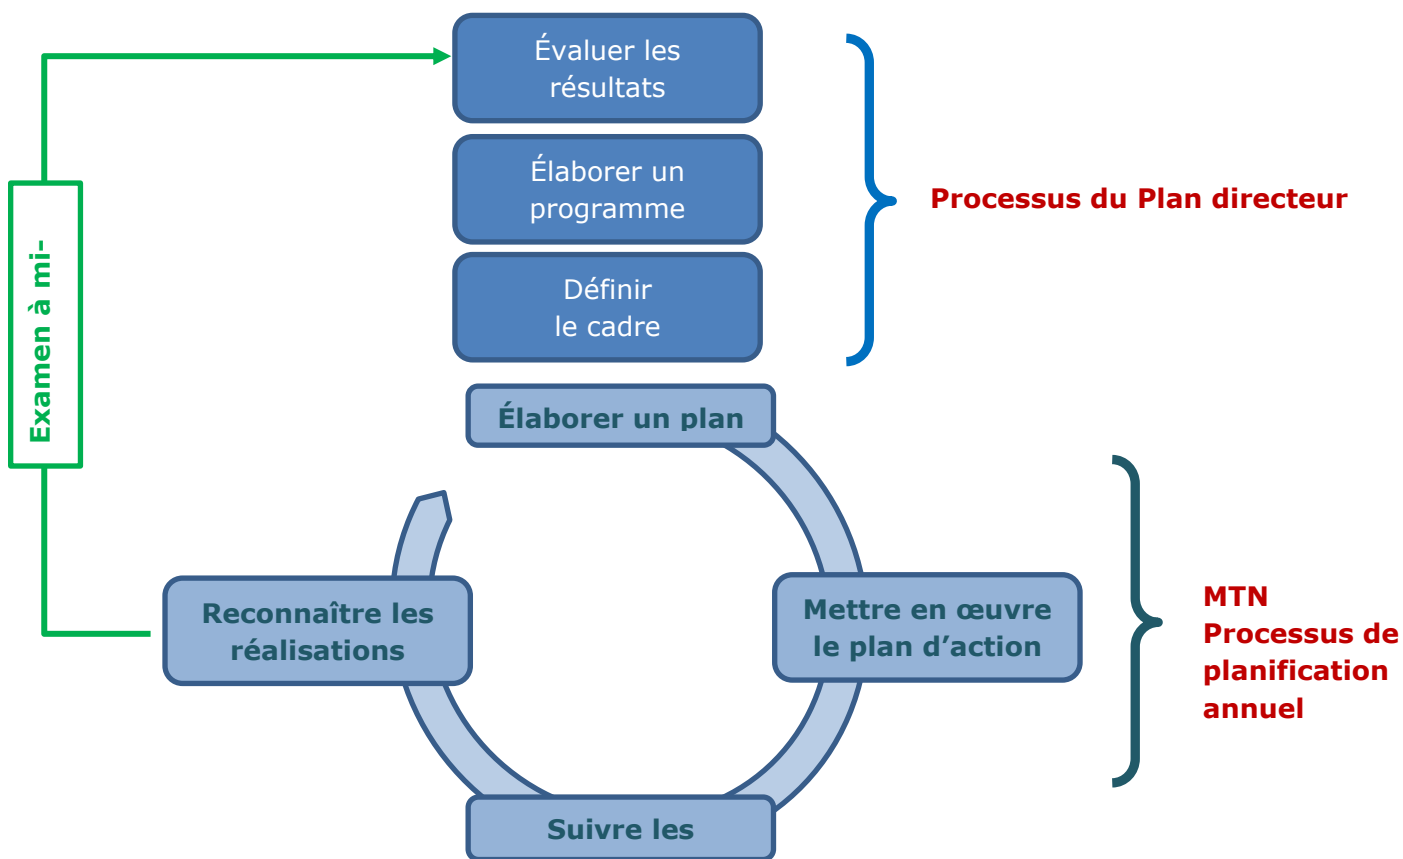 Évaluer les
résultats
Élaborer un
programme
Définir
le cadre
Processus du Plan directeur
Examen à mi-
Élaborer un plan
Mettre en œuvre
le plan d’action
Reconnaître les
réalisations
Suivre les
MTN
Processus de
planification
annuel